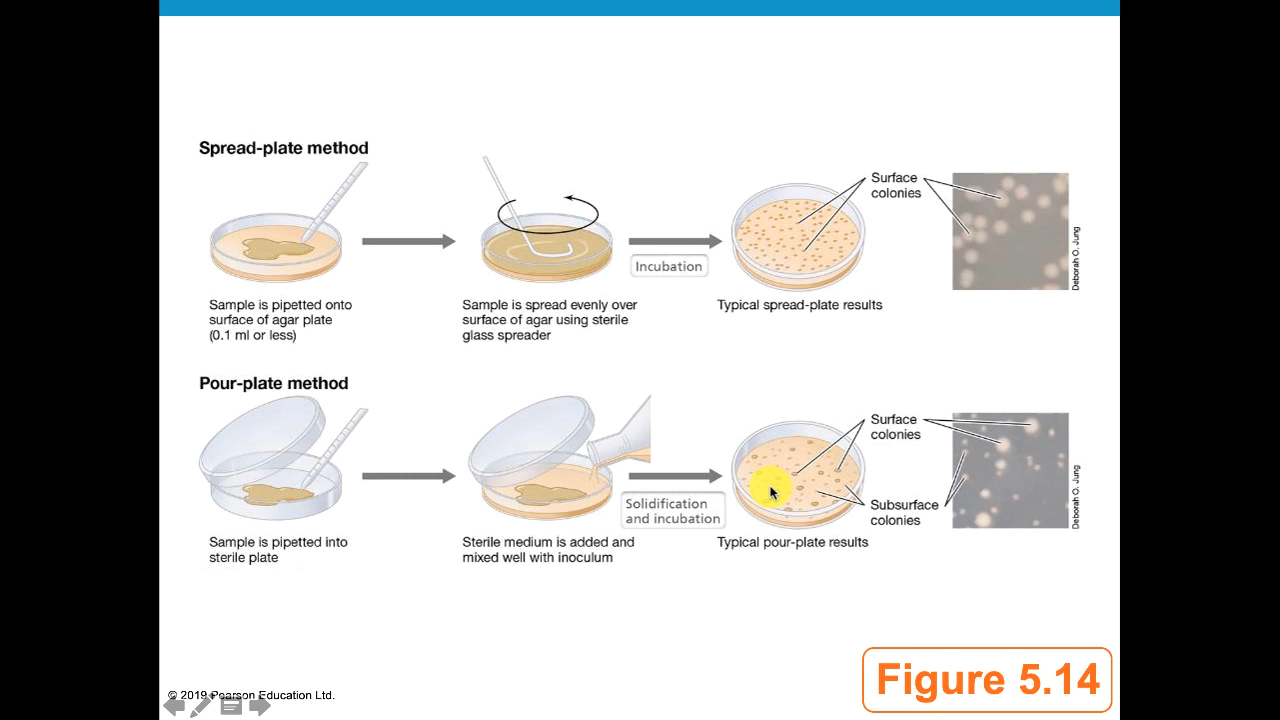 Spread-plate method
Surface
colonies
Deborah O. Jung
Incubation
Sample is pipetted onto
surface of agar plate
(0.1 ml or less)
Sample is spread evenly over
surface of agar using sterile
glass spreader
Typical spread-plate results
Pour-plate method
Surface
colonies
Subsurface
colonies
Deborah O. Jung
Solidification
and incubation
Sample is pipetted into
sterile plate
Sterile medium is added and
mixed well with inoculum
Typical pour-plate results
Figure 5.14
© 2019 Pearson Education Ltd.